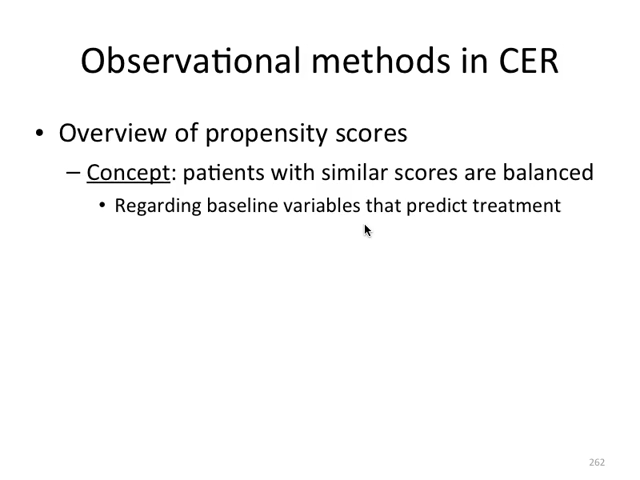 Observational methods in CER
• Overview of propensity scores
– Concept: patients with similar scores are balanced
• Regarding baseline variables that predict treatment
262